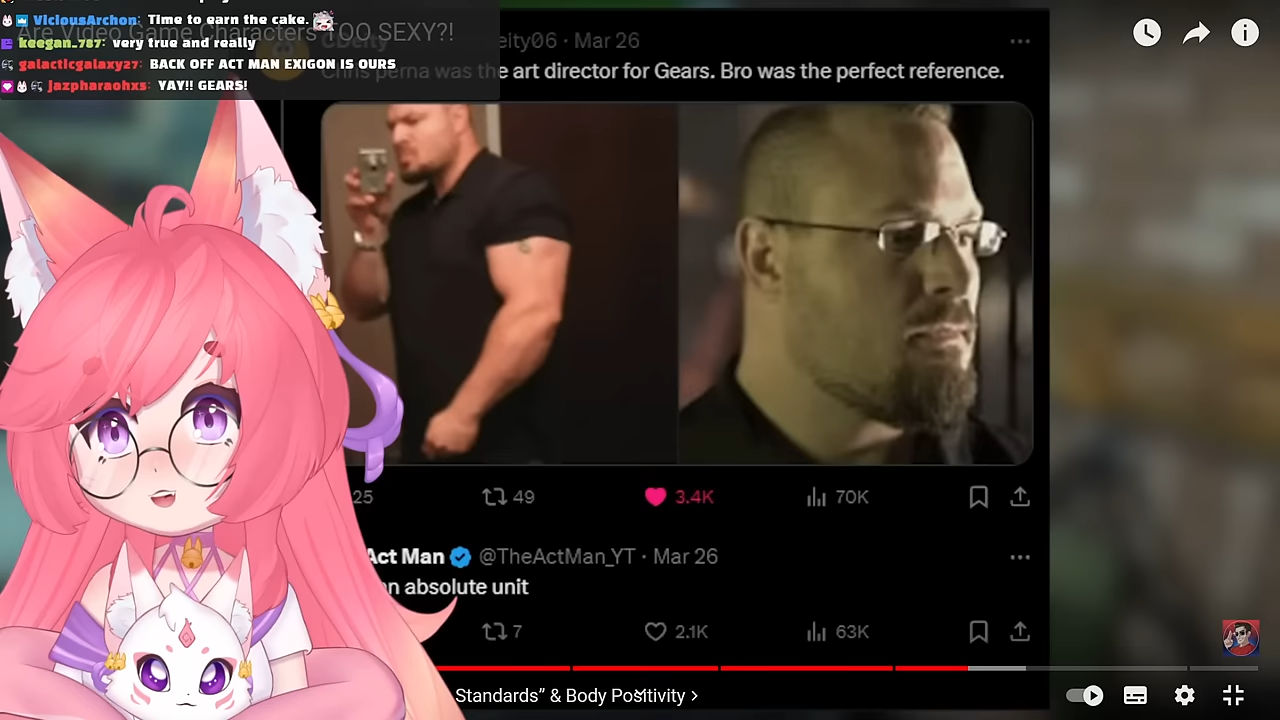 ViciousArchon: Time to earn the cake.
Are Video Game Characters TOO SEXY?!
keegan_787: very true and really
galacticgalaxy27: BACK OFF ACT MAN EXIGON IS OURS
jazpharaohxs: YAY!! GEARS!
eity06 · Mar 26
Chris perna was the art director for Gears. Bro was the perfect reference.
25 49 3.4K 70K
Act Man @TheActMan_YT · Mar 26
an absolute unit
7 2.1K 63K
Standards” & Body Positivity >